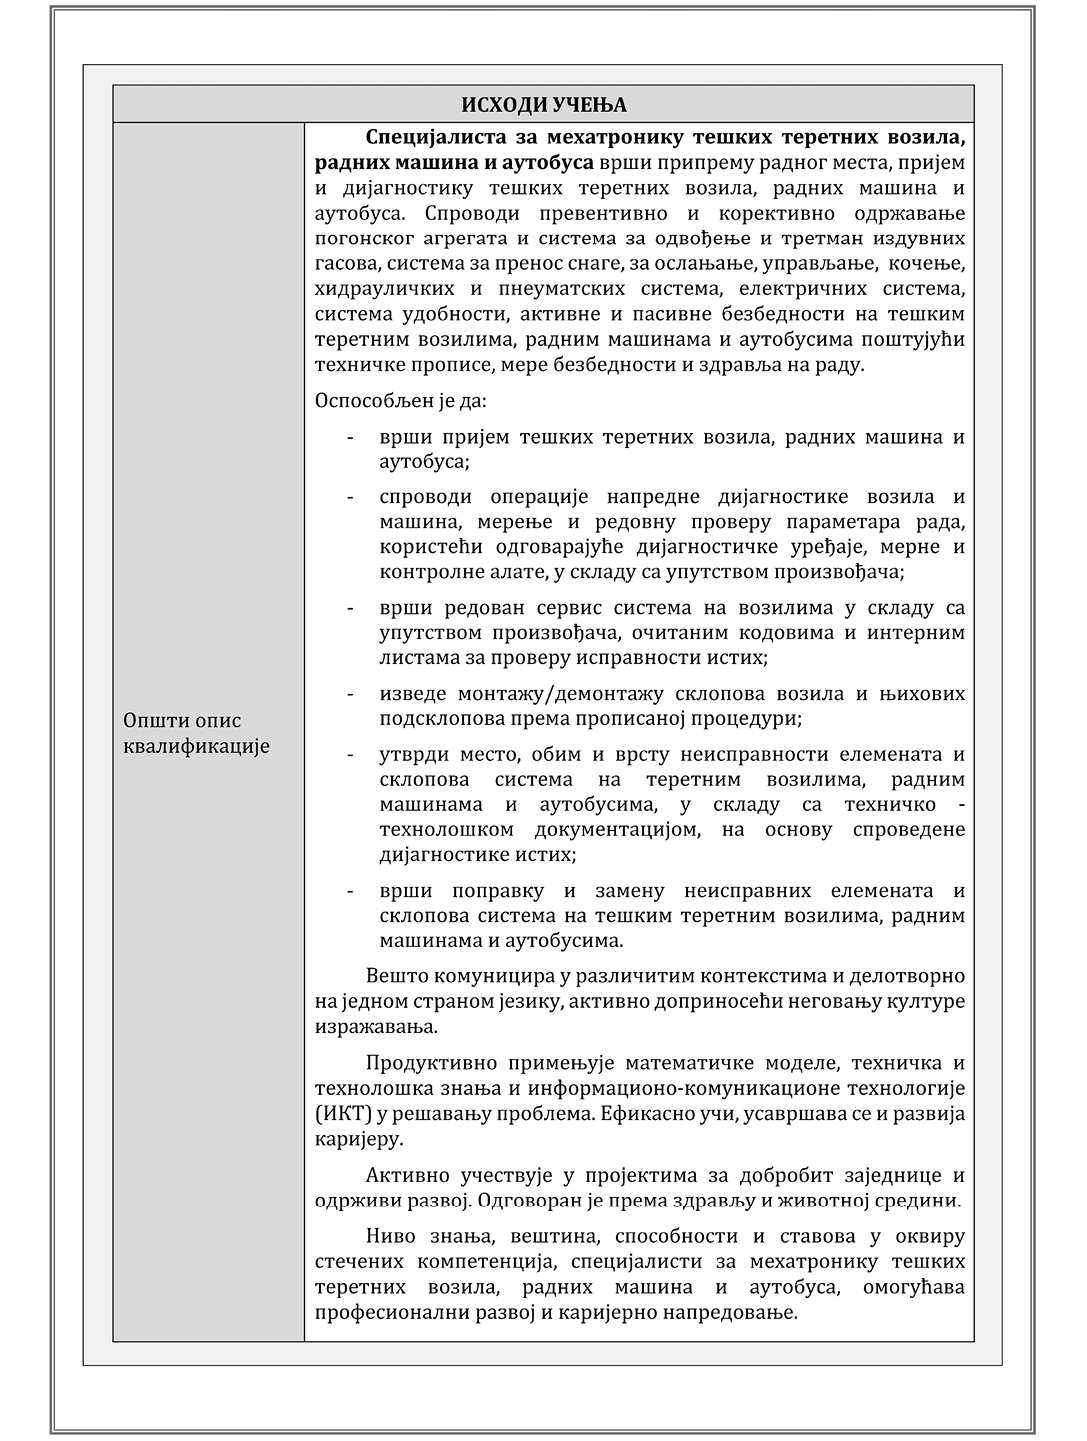 ИСХОДИ УЧЕЊА
Општи опис
квалификације
Специјалиста за мехатронику тешких теретних возила,
радних машина и аутобуса врши припрему радног места, пријем
и дијагностику тешких теретних возила, радних машина и
аутобуса. Спроводи превентивно и корективно одржавање
погонског агрегата и система за одвођење и третман издувних
гасова, система за пренос снаге, за ослањање, управљање, кочење,
хидрауличких и пнеуматских система, електричних система,
система удобности, активне и пасивне безбедности на тешким
теретним возилима, радним машинама и аутобусима поштујући
техничке прописе, мере безбедности и здравља на раду.
Оспособљен је да:
- врши пријем тешких теретних возила, радних машина и
аутобуса;
- спроводи операције напредне дијагностике возила и
машина, мерење и редовну проверу параметара рада,
користећи одговарајуће дијагностичке уређаје, мерне и
контролне алате, у складу са упутством произвођача;
- врши редован сервис система на возилима у складу са
упутством произвођача, очитаним кодовима и интерним
листама за проверу исправности истих;
- изведе монтажу/демонтажу склопова возила и њихових
подсклопова према прописаној процедури;
- утврди место, обим и врсту неисправности елемената и
склопова система на теретним возилима, радним
машинама и аутобусима, у складу са техничко -
технолошком документацијом, на основу спроведене
дијагностике истих;
- врши поправку и замену неисправних елемената и
склопова система на тешким теретним возилима, радним
машинама и аутобусима.
Вешто комуницира у различитим контекстима и делотворно
на једном страном језику, активно доприносећи неговању културе
изражавања.
Продуктивно примењује математичке моделе, техничка и
технолошка знања и информационо-комуникационе технологије
(ИКТ) у решавању проблема. Ефикасно учи, усавршава се и развија
каријеру.
Активно учествује у пројектима за добробит заједнице и
одрживи развој. Одговоран је према здрављу и животној средини.
Ниво знања, вештина, способности и ставова у оквиру
стечених компетенција, специјалисти за мехатронику тешких
теретних возила, радних машина и аутобуса, омогућава
професионални развој и каријерно напредовање.